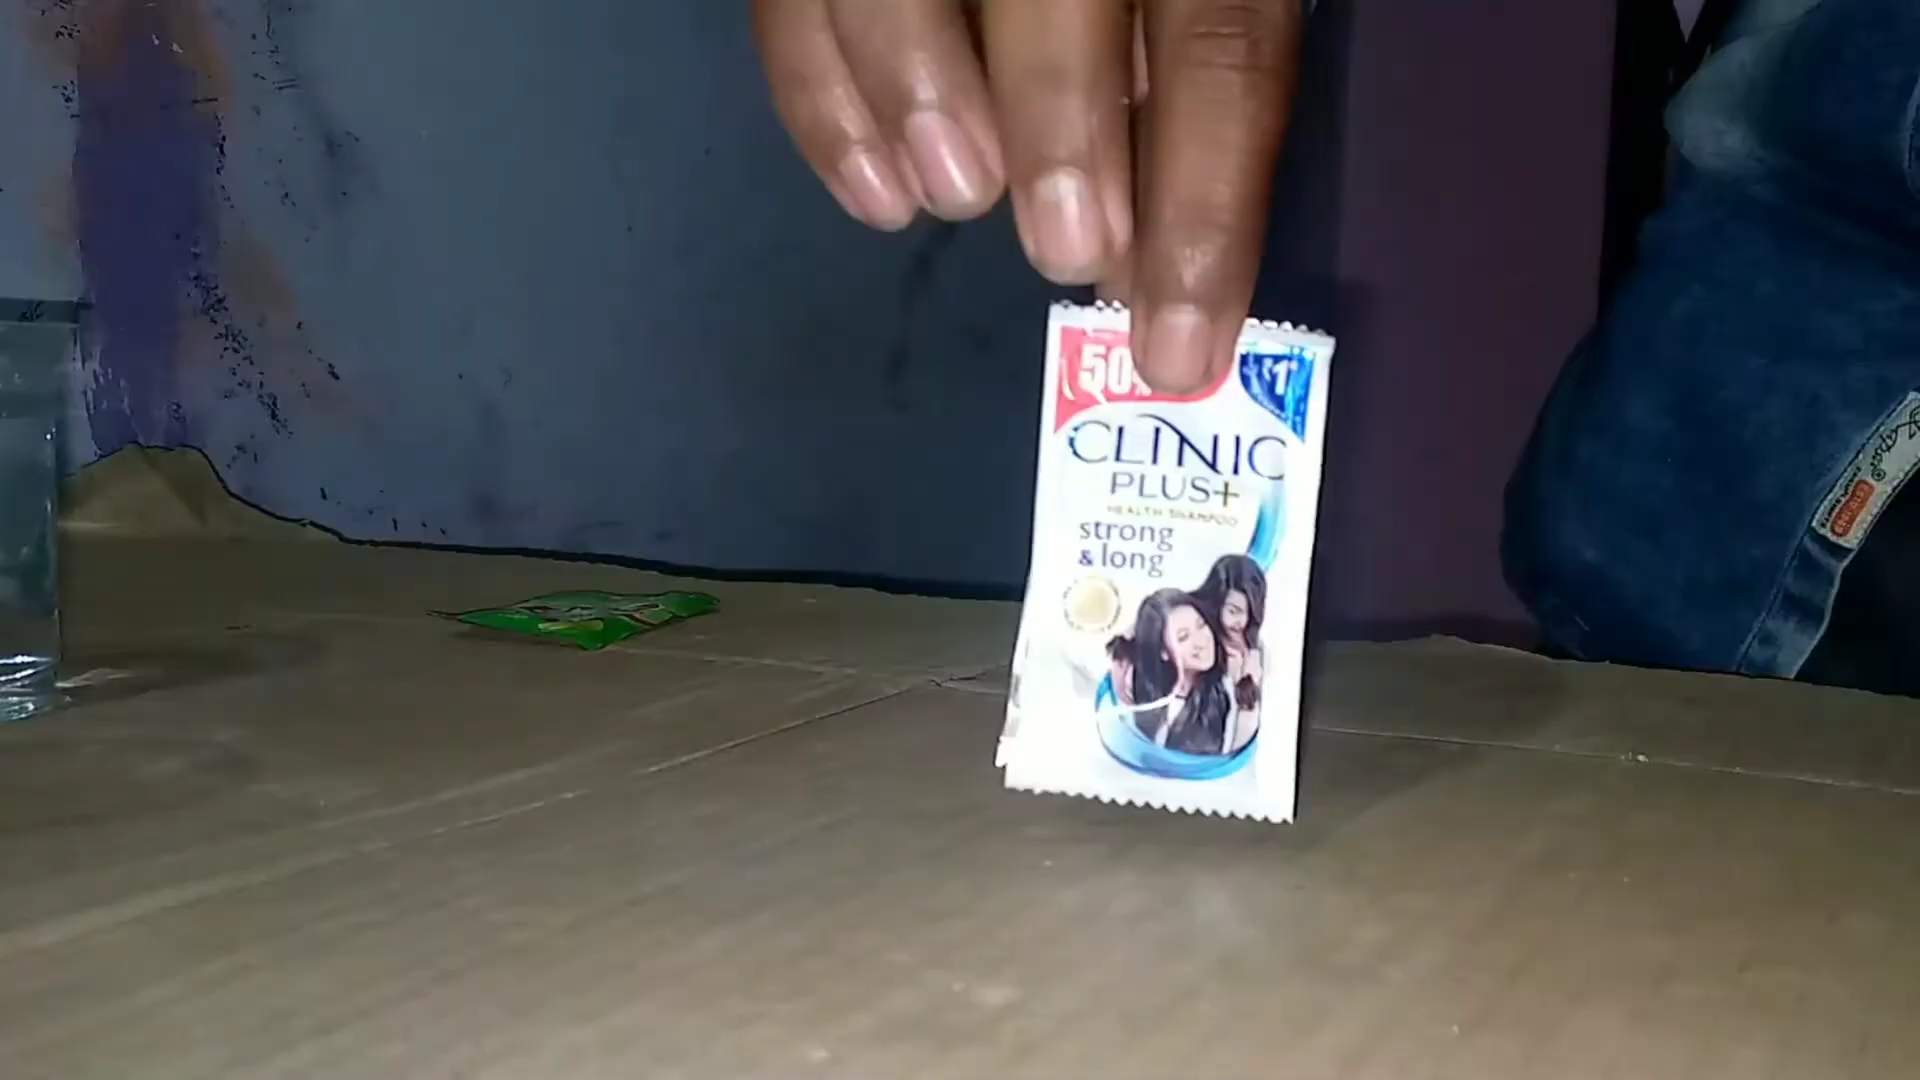 50%
₹1
CLINIC
PLUS+
HEALTH SHAMPOO
strong
& long